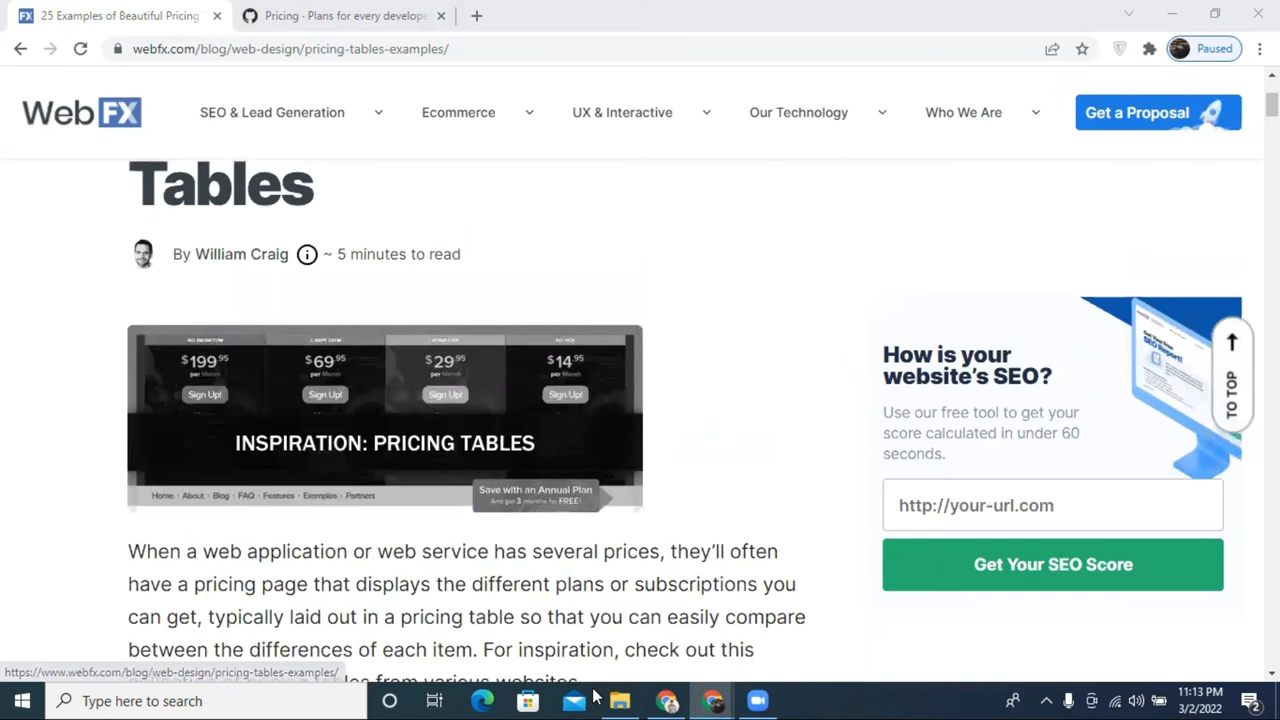 25 Examples of Beautiful Pricing
Pricing · Plans for every develope
webfx.com/blog/web-design/pricing-tables-examples/
Paused
WebFX
SEO & Lead Generation
Ecommerce
UX & Interactive
Our Technology
Who We Are
Get a Proposal
Tables
By William Craig
~ 5 minutes to read
$199.95
per Month
Sign Up!
$69.95
per Month
Sign Up!
$29.95
per Month
Sign Up!
$14.95
per Month
Sign Up!
INSPIRATION: PRICING TABLES
Home · About · Blog · FAQ · Features · Examples · Partners
Save with an Annual Plan
And get 3 months for FREE!
How is your
website's SEO?
Use our free tool to get your
score calculated in under 60
seconds.
http://your-url.com
Get Your SEO Score
SEO Report!
TO TOP
When a web application or web service has several prices, they'll often
have a pricing page that displays the different plans or subscriptions you
can get, typically laid out in a pricing table so that you can easily compare
between the differences of each item. For inspiration, check out this
tables from various websites.
https://www.webfx.com/blog/web-design/pricing-tables-examples/
Type here to search
11:13 PM
3/2/2022
2